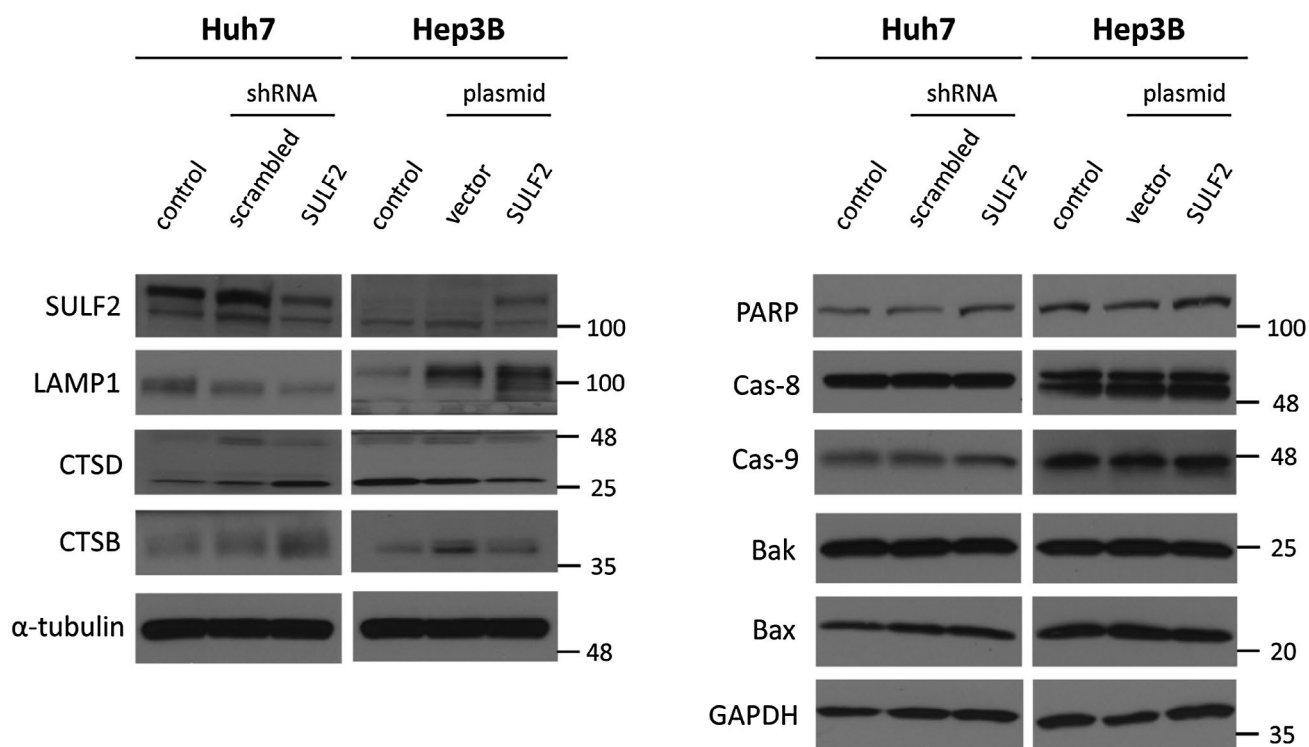 Huh7 Hep3B
shRNA plasmid
control scrambled SULF2 control vector SULF2
SULF2
100
LAMP1
100
CTSD
48
25
CTSB
35
α-tubulin
48
Huh7 Hep3B
shRNA plasmid
control scrambled SULF2 control vector SULF2
PARP
100
Cas-8
48
Cas-9
48
Bak
25
Bax
20
GAPDH
35